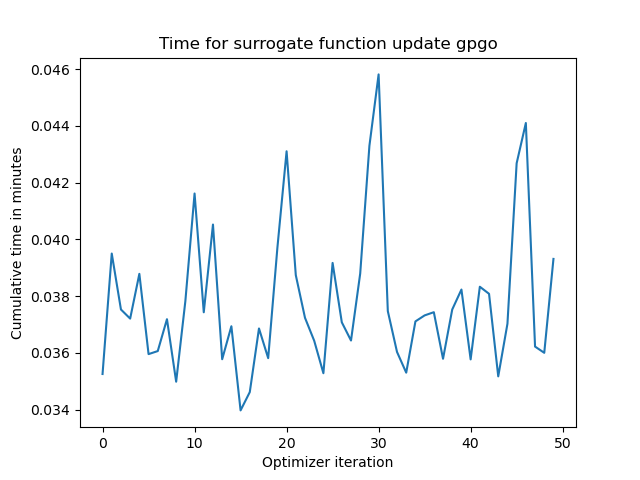 Time for surrogate function update gpgo
0.046
0.044
0.042
0.040
0.038
0.036
0.034
Cumulative time in minutes
0 10 20 30 40 50
Optimizer iteration